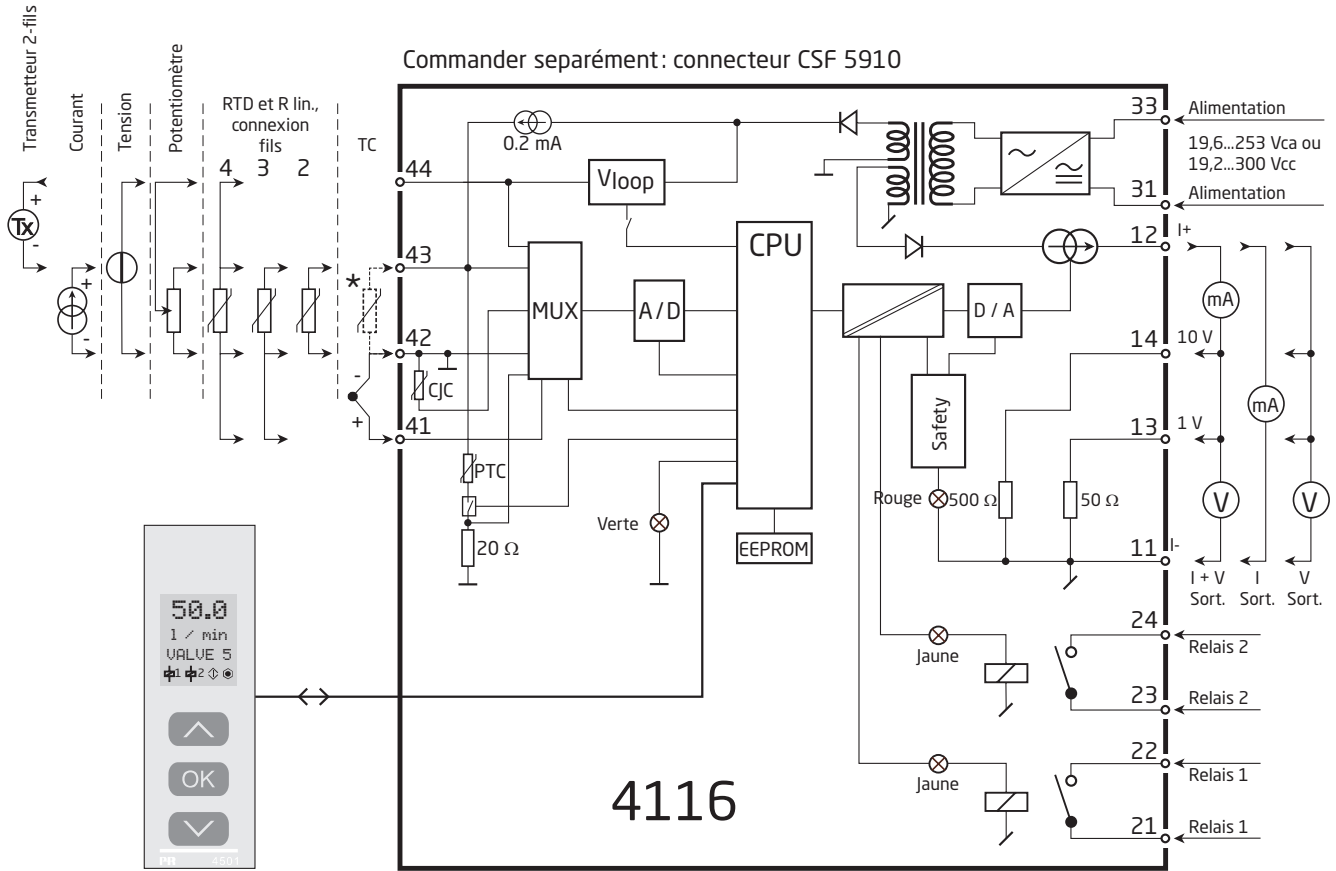 Commander separément: connecteur CSF 5910
Transmetteur 2-fils
Courant
Tension
Potentiomètre
RTD et R lin.,
connexion
fils
4 3 2
TC
Tx
+
-
+
-
*
-
+
44
43
42
41
0.2 mA
Vloop
CPU
MUX
A/D
D / A
CJC
PTC
20 Ω
Verte
EEPROM
Safety
Rouge
500 Ω
50 Ω
Jaune
Jaune
4116
33
Alimentation
19,6...253 Vca ou
19,2...300 Vcc
31
Alimentation
12
I+
mA
14
10 V
mA
13
1 V
V
V
11
I-
I + V
Sort.
I
Sort.
V
Sort.
24
Relais 2
23
Relais 2
22
Relais 1
21
Relais 1
50.0
l / min
VALVE 5
1 2
OK
PR 4501